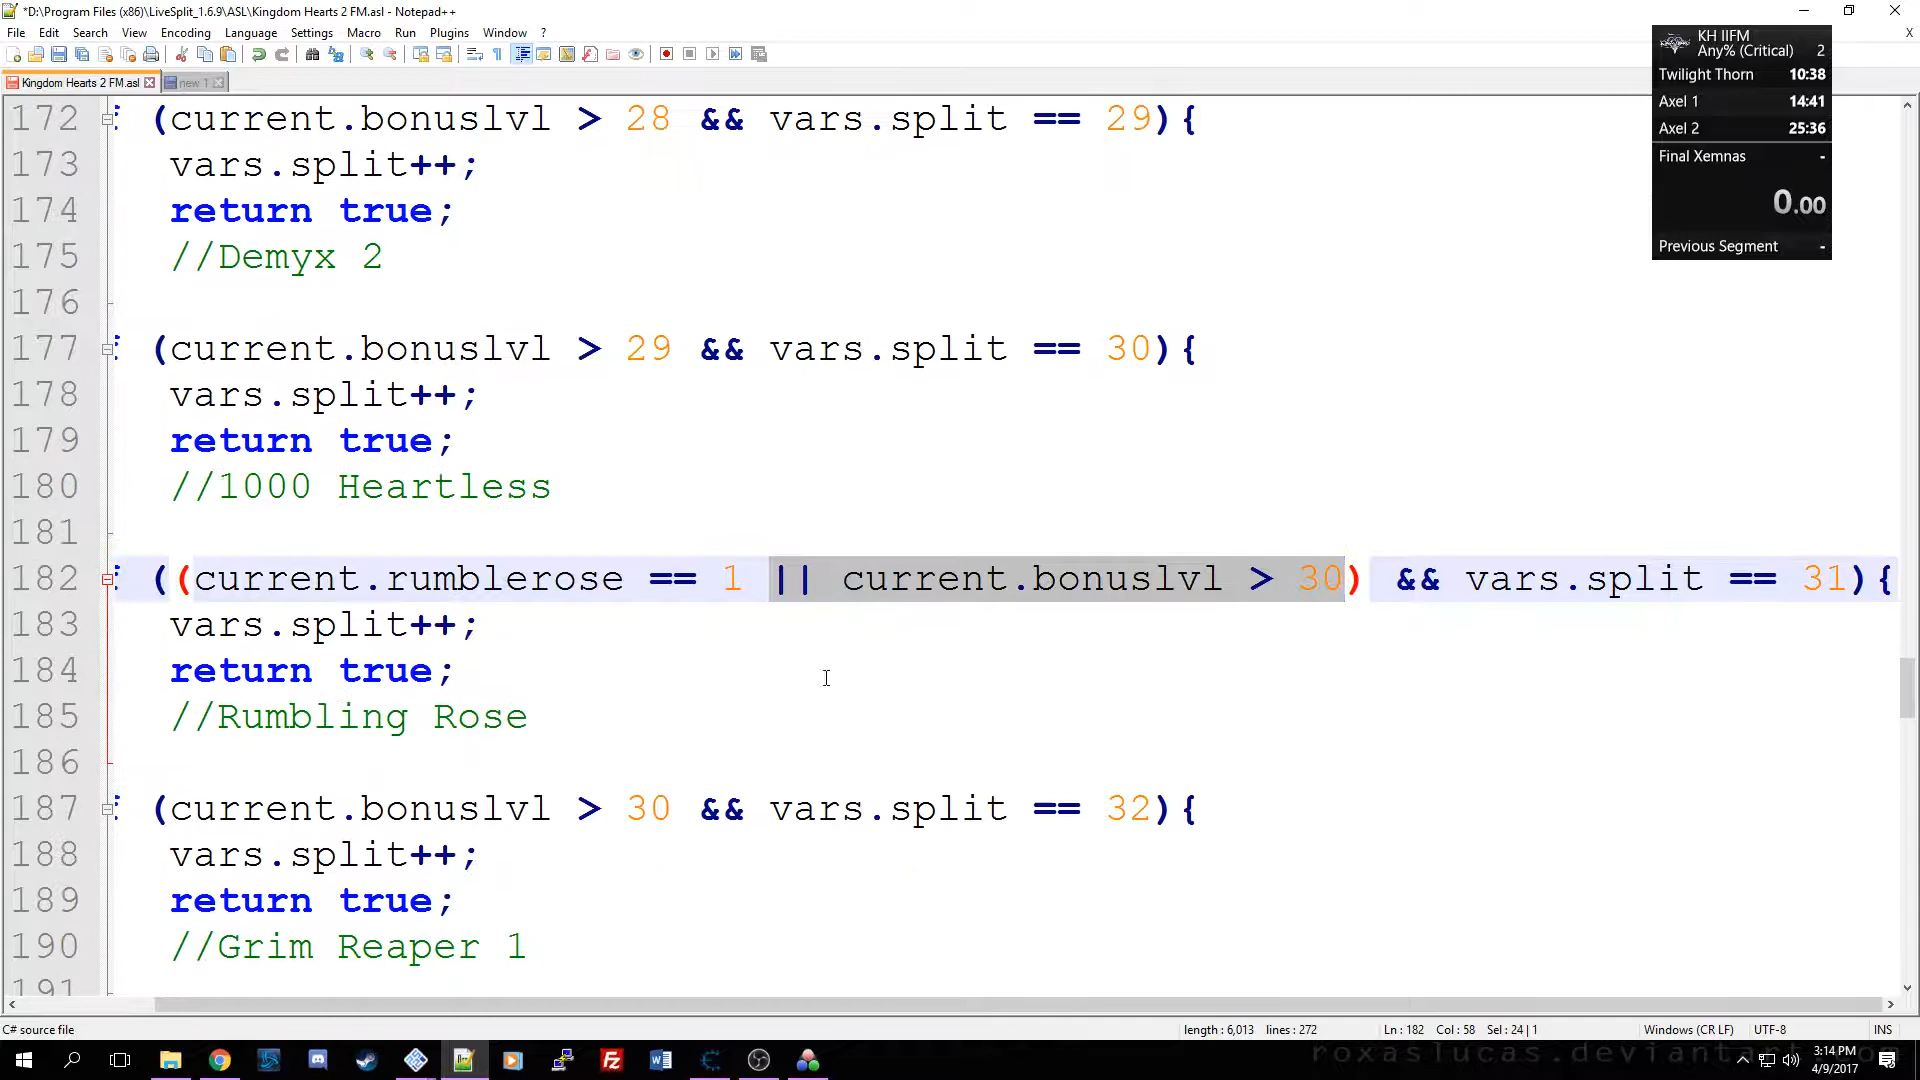 *D:\Program Files (x86)\LiveSplit_1.6.9\ASL\Kingdom Hearts 2 FM.asl - Notepad++
File Edit Search View Encoding Language Settings Macro Run Plugins Window ?
X
Kingdom Hearts 2 FM.asl new 1
172 (current.bonuslvl > 28 && vars.split == 29){
173 vars.split++;
174 return true;
175 //Demyx 2
176
177 (current.bonuslvl > 29 && vars.split == 30){
178 vars.split++;
179 return true;
180 //1000 Heartless
181
182 ((current.rumblerose == 1 || current.bonuslvl > 30) && vars.split == 31){
183 vars.split++;
184 return true;
185 //Rumbling Rose
186
187 (current.bonuslvl > 30 && vars.split == 32){
188 vars.split++;
189 return true;
190 //Grim Reaper 1
191
KH IIFM
Any% (Critical) 2
Twilight Thorn 10:38
Axel 1 14:41
Axel 2 25:36
Final Xemnas -
0.00
Previous Segment -
C# source file length : 6,013 lines : 272 Ln : 182 Col : 58 Sel : 24 | 1 Windows (CR LF) UTF-8 INS
roxaslucas.deviantart.com
3:14 PM
4/9/2017